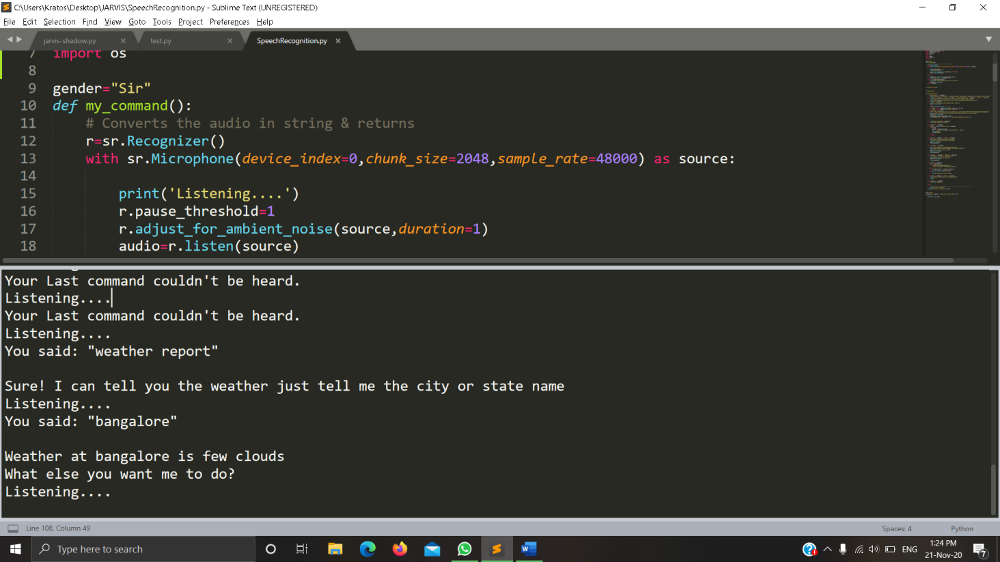 C:\Users\Kratos\Desktop\JARVIS\SpeechRecognition.py - Sublime Text (UNREGISTERED)
File Edit Selection Find View Goto Tools Project Preferences Help
jarvis-shadow.py test.py SpeechRecognition.py
7 import os
8
9 gender="Sir"
10 def my_command():
11 # Converts the audio in string & returns
12 r=sr.Recognizer()
13 with sr.Microphone(device_index=0,chunk_size=2048,sample_rate=48000) as source:
14
15 print('Listening....')
16 r.pause_threshold=1
17 r.adjust_for_ambient_noise(source,duration=1)
18 audio=r.listen(source)
Your Last command couldn't be heard.
Listening....
Your Last command couldn't be heard.
Listening....
You said: "weather report"
Sure! I can tell you the weather just tell me the city or state name
Listening....
You said: "bangalore"
Weather at bangalore is few clouds
What else you want me to do?
Listening....
Line 108, Column 49 Spaces: 4 Python
Type here to search
ENG
1:24 PM
21-Nov-20
7